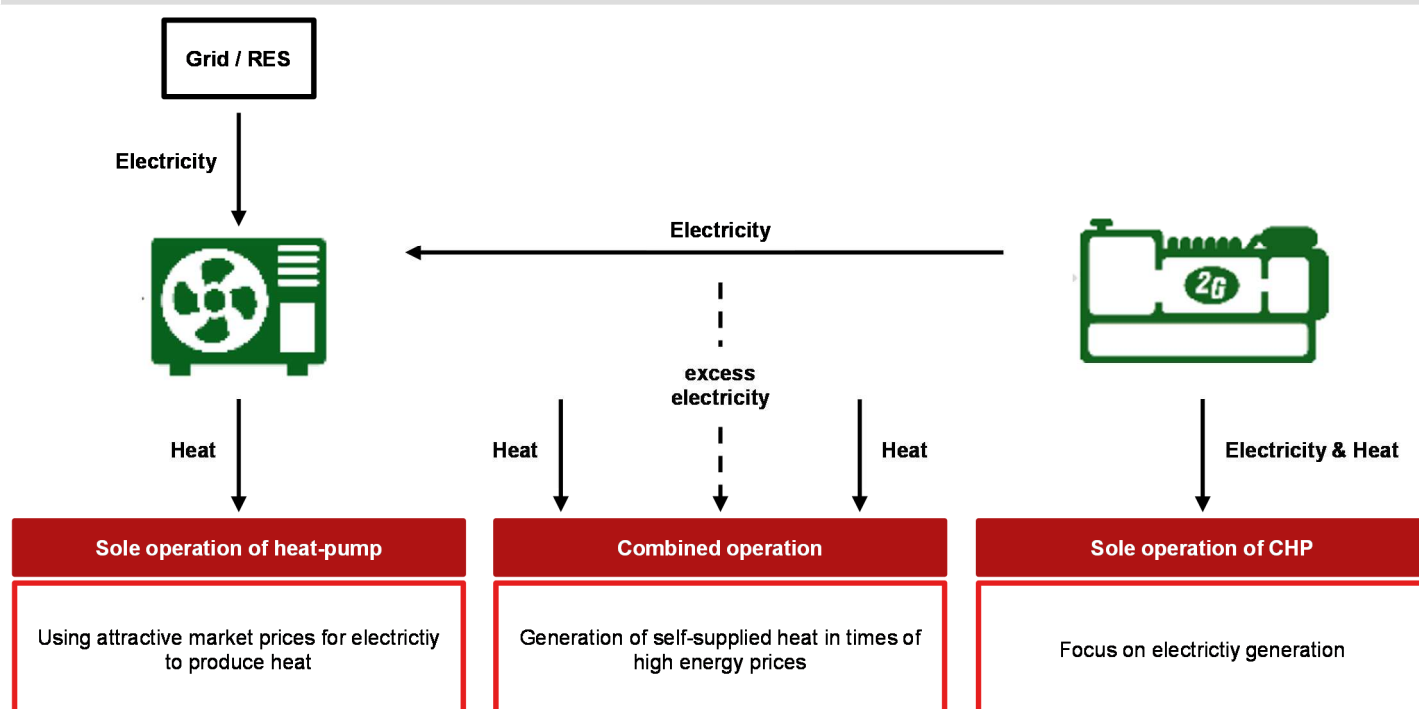 Grid / RES
Electricity
Electricity
2G
excess
electricity
Heat
Heat
Heat
Electricity & Heat
Sole operation of heat-pump
Combined operation
Sole operation of CHP
Using attractive market prices for electrictiy
to produce heat
Generation of self-supplied heat in times of
high energy prices
Focus on electrictiy generation